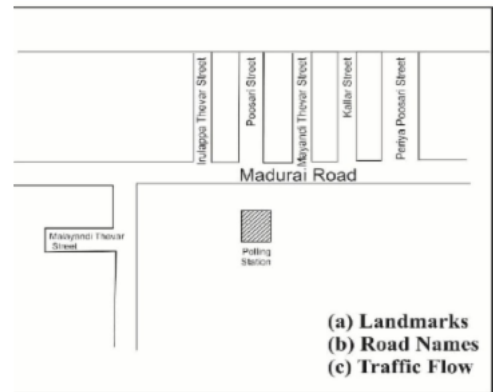 Irulappa Thevar Street
Poosari Street
Mayandi Thevar Street
Kallar Street
Periya Poosari Street
Madurai Road
Malayandi Thevar
Street
Polling
Station
(a) Landmarks
(b) Road Names
(c) Traffic Flow